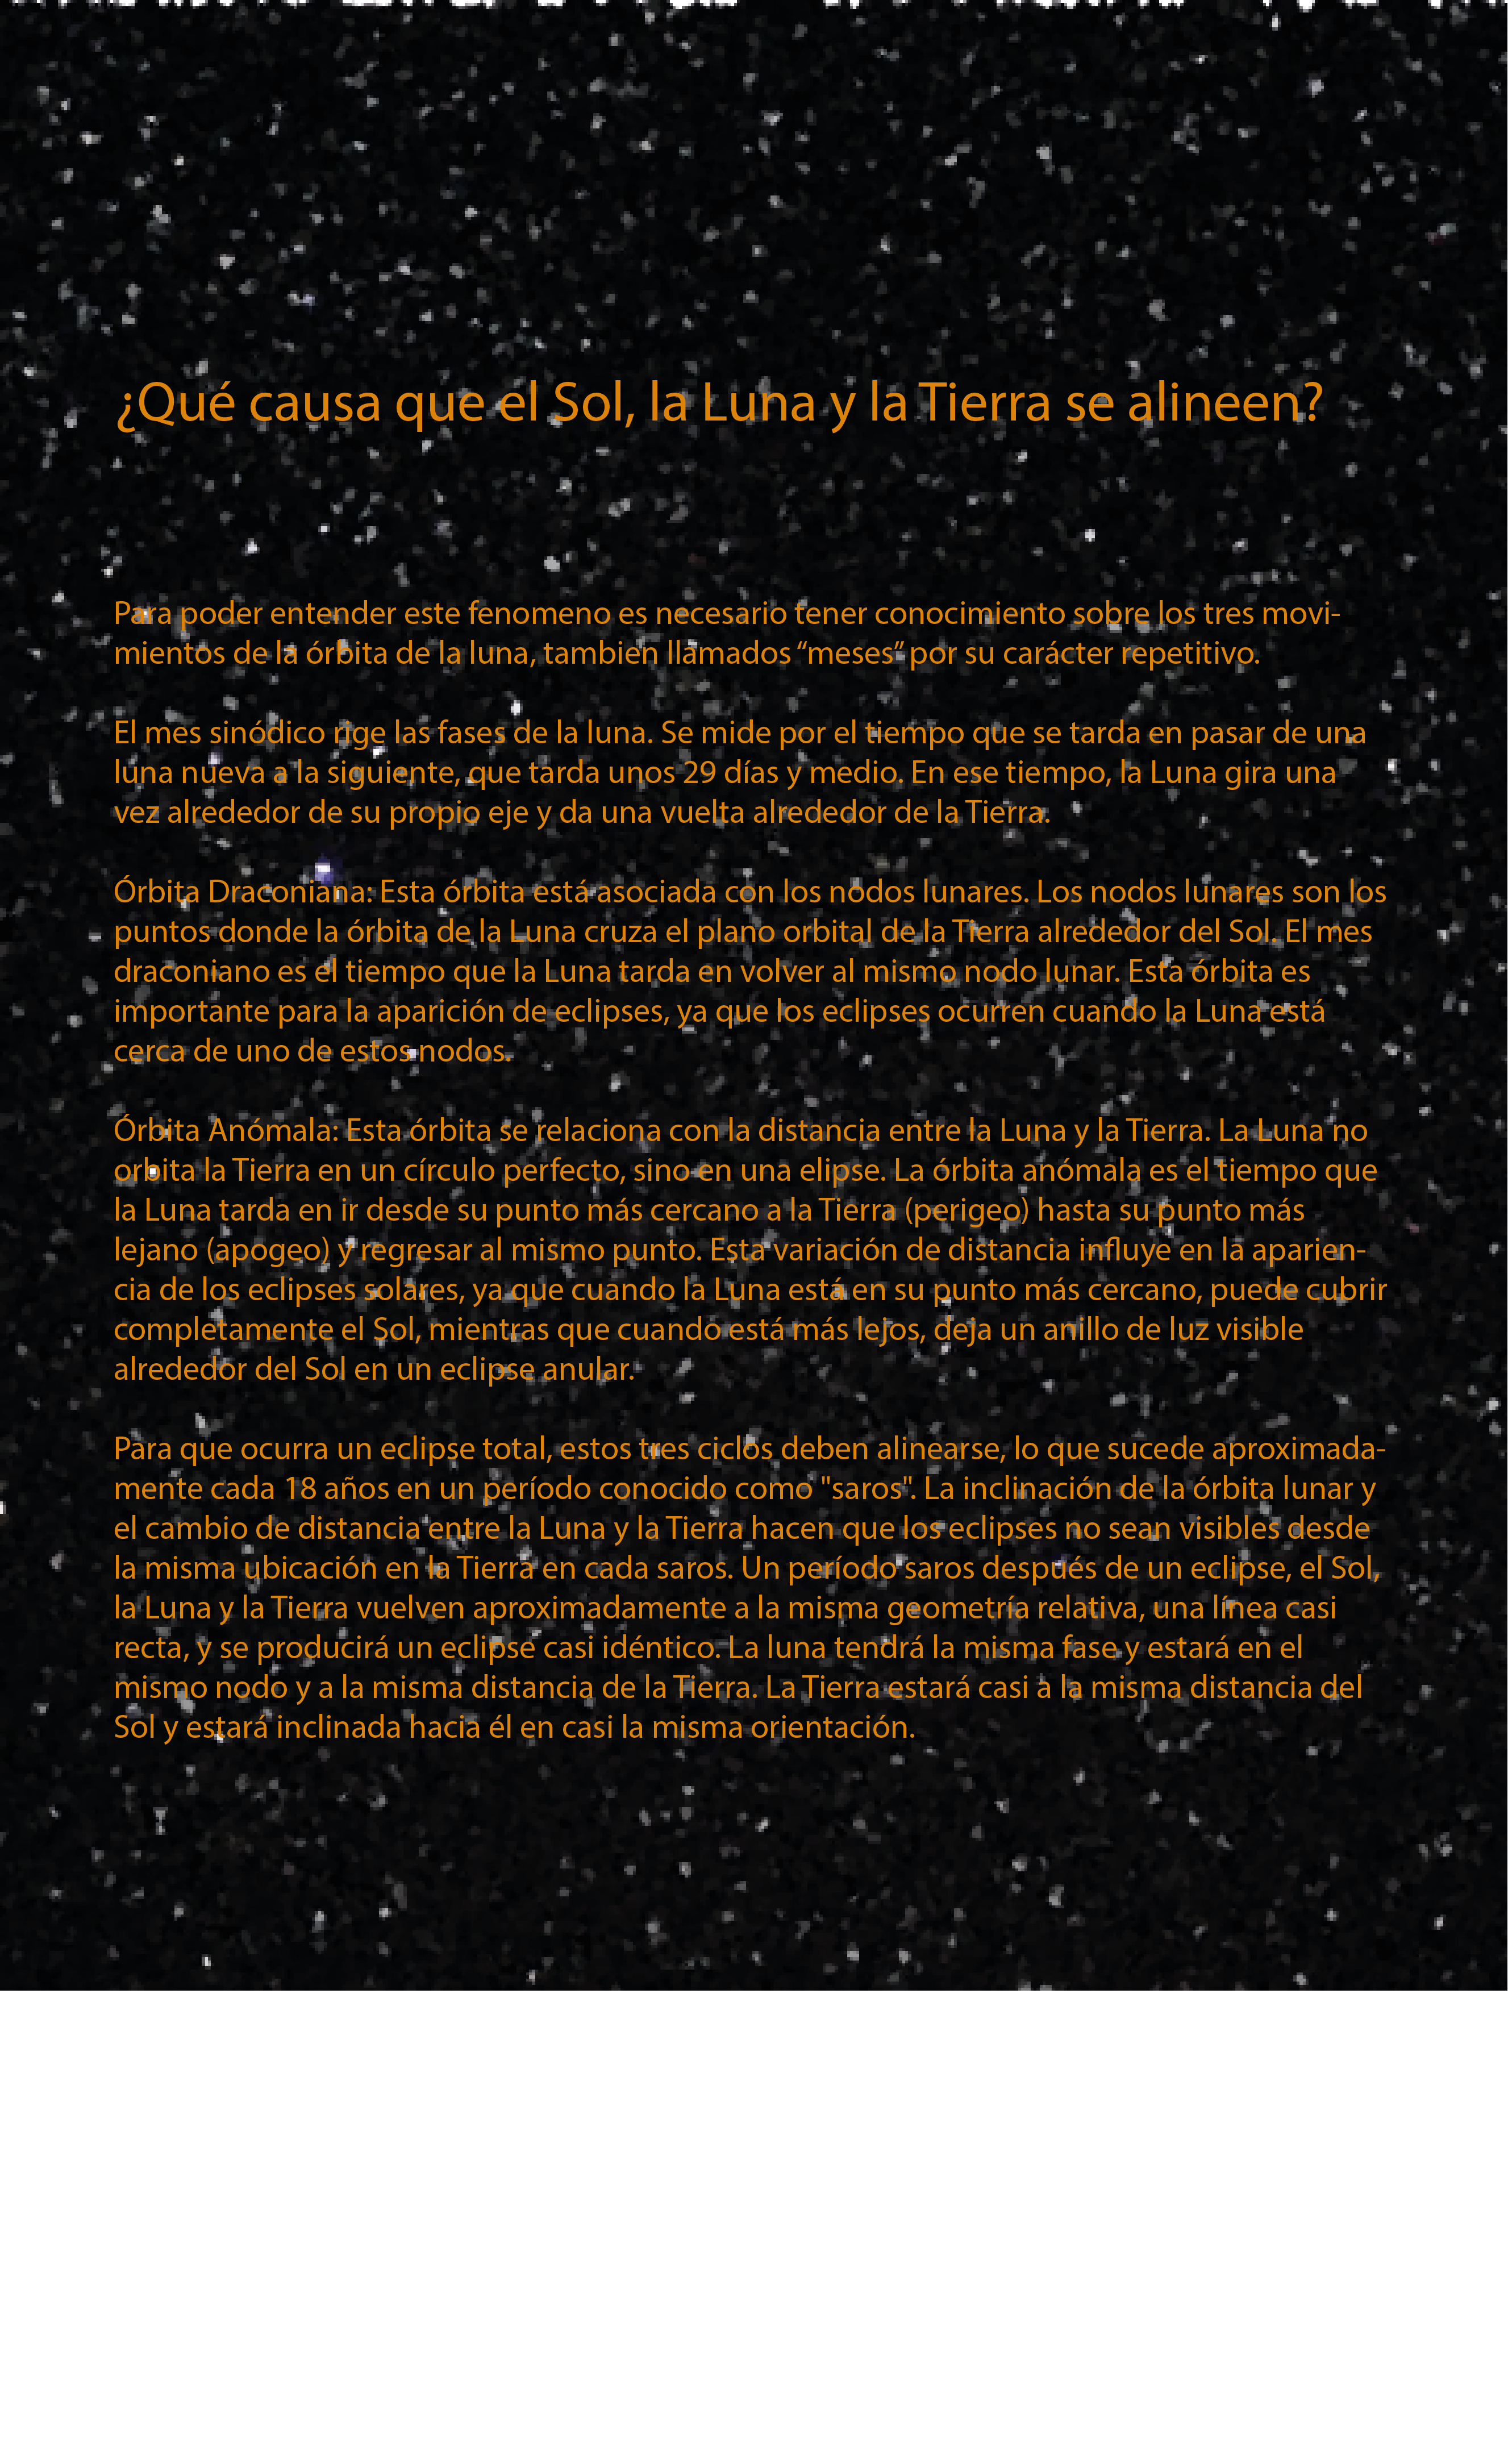 ¿Qué causa que el Sol, la Luna y la Tierra se alineen?
Para poder entender este fenomeno es necesario tener conocimiento sobre los tres movi-
mientos de la órbita de la luna, tambien llamados “meses” por su carácter repetitivo.
El mes sinódico rige las fases de la luna. Se mide por el tiempo que se tarda en pasar de una
luna nueva a la siguiente, que tarda unos 29 días y medio. En ese tiempo, la Luna gira una
vez alrededor de su propio eje y da una vuelta alrededor de la Tierra.
Órbita Draconiana: Esta órbita está asociada con los nodos lunares. Los nodos lunares son los
puntos donde la órbita de la Luna cruza el plano orbital de la Tierra alrededor del Sol. El mes
draconiano es el tiempo que la Luna tarda en volver al mismo nodo lunar. Esta órbita es
importante para la aparición de eclipses, ya que los eclipses ocurren cuando la Luna está
cerca de uno de estos nodos.
Órbita Anómala: Esta órbita se relaciona con la distancia entre la Luna y la Tierra. La Luna no
orbita la Tierra en un círculo perfecto, sino en una elipse. La órbita anómala es el tiempo que
la Luna tarda en ir desde su punto más cercano a la Tierra (perigeo) hasta su punto más
lejano (apogeo) y regresar al mismo punto. Esta variación de distancia influye en la aparien-
cia de los eclipses solares, ya que cuando la Luna está en su punto más cercano, puede cubrir
completamente el Sol, mientras que cuando está más lejos, deja un anillo de luz visible
alrededor del Sol en un eclipse anular.
Para que ocurra un eclipse total, estos tres ciclos deben alinearse, lo que sucede aproximada-
mente cada 18 años en un período conocido como "saros". La inclinación de la órbita lunar y
el cambio de distancia entre la Luna y la Tierra hacen que los eclipses no sean visibles desde
la misma ubicación en la Tierra en cada saros. Un período saros después de un eclipse, el Sol,
la Luna y la Tierra vuelven aproximadamente a la misma geometría relativa, una línea casi
recta, y se producirá un eclipse casi idéntico. La luna tendrá la misma fase y estará en el
mismo nodo y a la misma distancia de la Tierra. La Tierra estará casi a la misma distancia del
Sol y estará inclinada hacia él en casi la misma orientación.